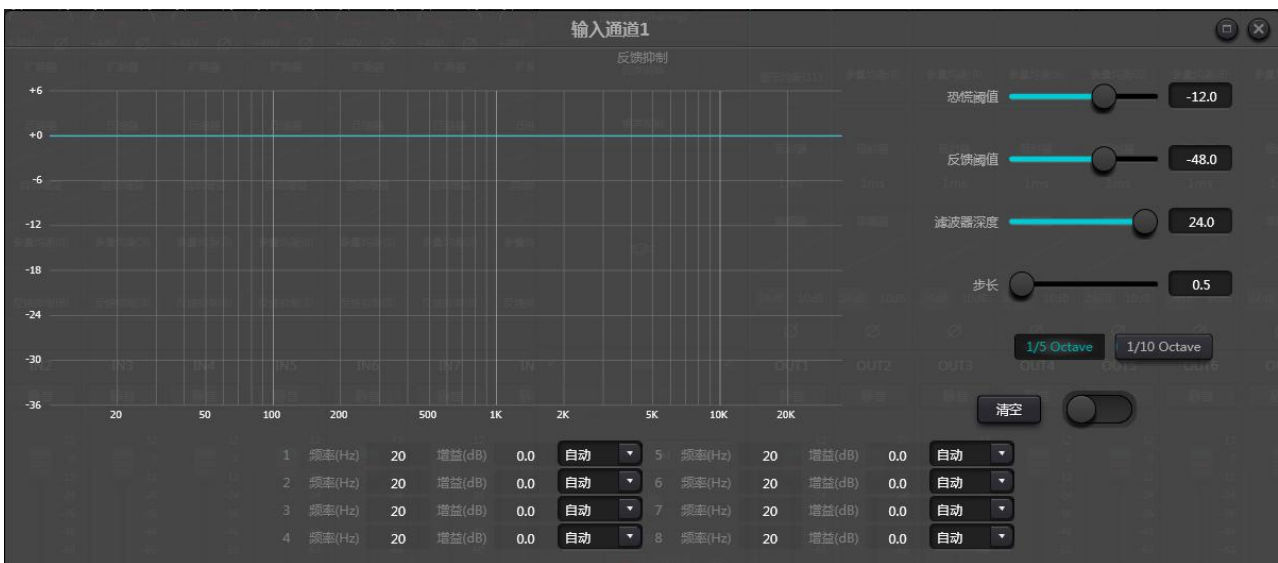 输入通道1
反馈抑制
+6
+0
-6
-12
-18
-24
-30
-36
20 50 100 200 500 1K 2K 5K 10K 20K
恐慌阈值 -12.0
反馈阈值 -48.0
滤波器深度 24.0
步长 0.5
1/5 Octave 1/10 Octave
清空
1 频率(Hz) 20 增益(dB) 0.0 自动 5 频率(Hz) 20 增益(dB) 0.0 自动
2 频率(Hz) 20 增益(dB) 0.0 自动 6 频率(Hz) 20 增益(dB) 0.0 自动
3 频率(Hz) 20 增益(dB) 0.0 自动 7 频率(Hz) 20 增益(dB) 0.0 自动
4 频率(Hz) 20 增益(dB) 0.0 自动 8 频率(Hz) 20 增益(dB) 0.0 自动